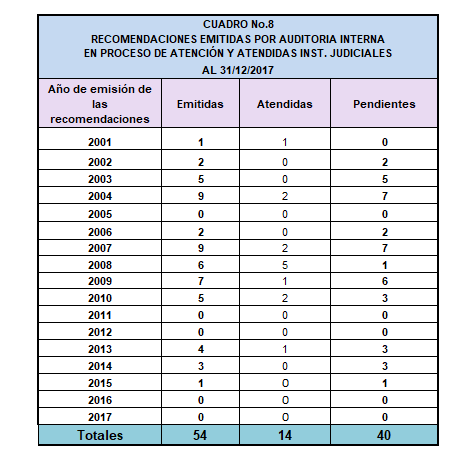 CUADRO No.8
RECOMENDACIONES EMITIDAS POR AUDITORIA INTERNA
EN PROCESO DE ATENCIÓN Y ATENDIDAS INST. JUDICIALES
AL 31/12/2017
Año de emisión de las recomendaciones Emitidas Atendidas Pendientes
2001 1 1 0
2002 2 0 2
2003 5 0 5
2004 9 2 7
2005 0 0 0
2006 2 0 2
2007 9 2 7
2008 6 5 1
2009 7 1 6
2010 5 2 3
2011 0 0 0
2012 0 0 0
2013 4 1 3
2014 3 0 3
2015 1 0 1
2016 0 0 0
2017 0 0 0
Totales 54 14 40